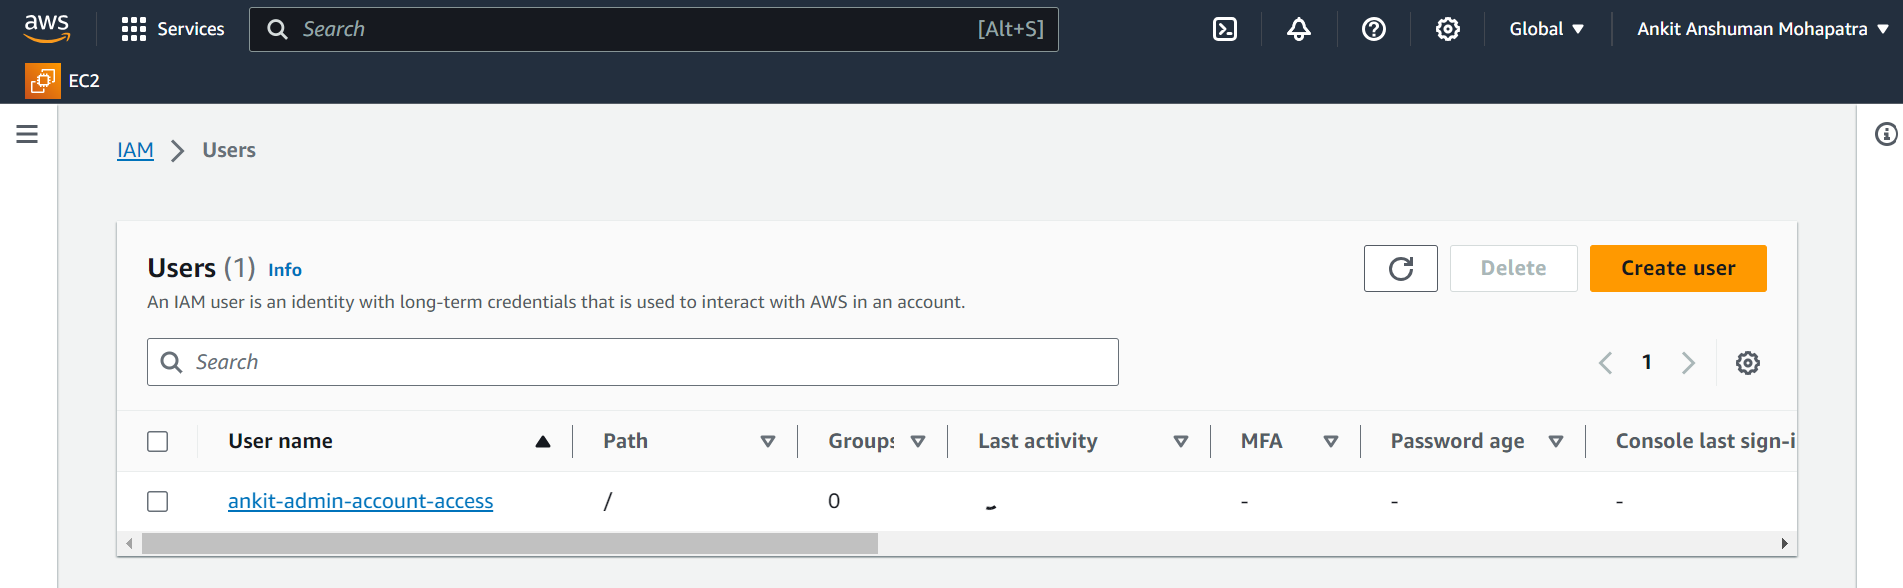 aws Services Search [Alt+S] Global Ankit Anshuman Mohapatra
EC2
IAM > Users
Users (1) Info
Delete
Create user
An IAM user is an identity with long-term credentials that is used to interact with AWS in an account.
Search
1
User name Path Groups Last activity MFA Password age Console last sign-i
ankit-admin-account-access / 0 - - -